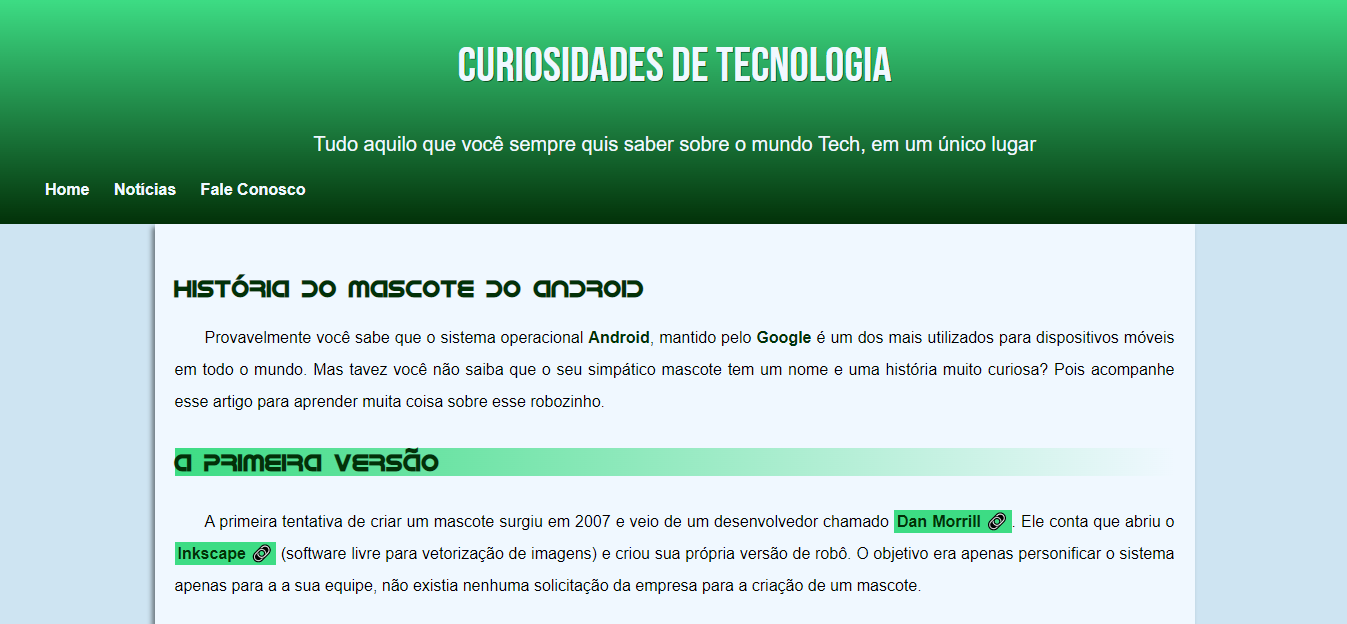 CURIOSIDADES DE TECNOLOGIA
Tudo aquilo que você sempre quis saber sobre o mundo Tech, em um único lugar
Home Notícias Fale Conosco
HISTÓRIA DO MASCOTE DO ANDROID
Provavelmente você sabe que o sistema operacional Android, mantido pelo Google é um dos mais utilizados para dispositivos móveis
em todo o mundo. Mas tavez você não saiba que o seu simpático mascote tem um nome e uma história muito curiosa? Pois acompanhe
esse artigo para aprender muita coisa sobre esse robozinho.
A PRIMEIRA VERSÃO
A primeira tentativa de criar um mascote surgiu em 2007 e veio de um desenvolvedor chamado Dan Morrill. Ele conta que abriu o
Inkscape (software livre para vetorização de imagens) e criou sua própria versão de robô. O objetivo era apenas personificar o sistema
apenas para a a sua equipe, não existia nenhuma solicitação da empresa para a criação de um mascote.